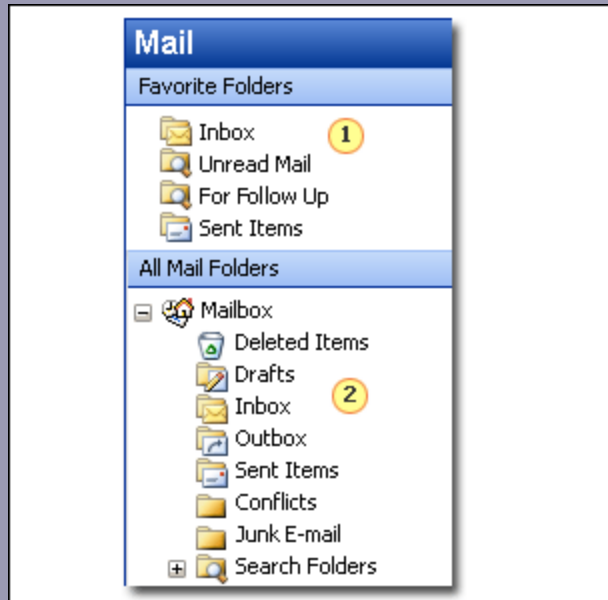 Mail
Favorite Folders
Inbox 1
Unread Mail
For Follow Up
Sent Items
All Mail Folders
Mailbox
Deleted Items
Drafts
Inbox 2
Outbox
Sent Items
Conflicts
Junk E-mail
Search Folders